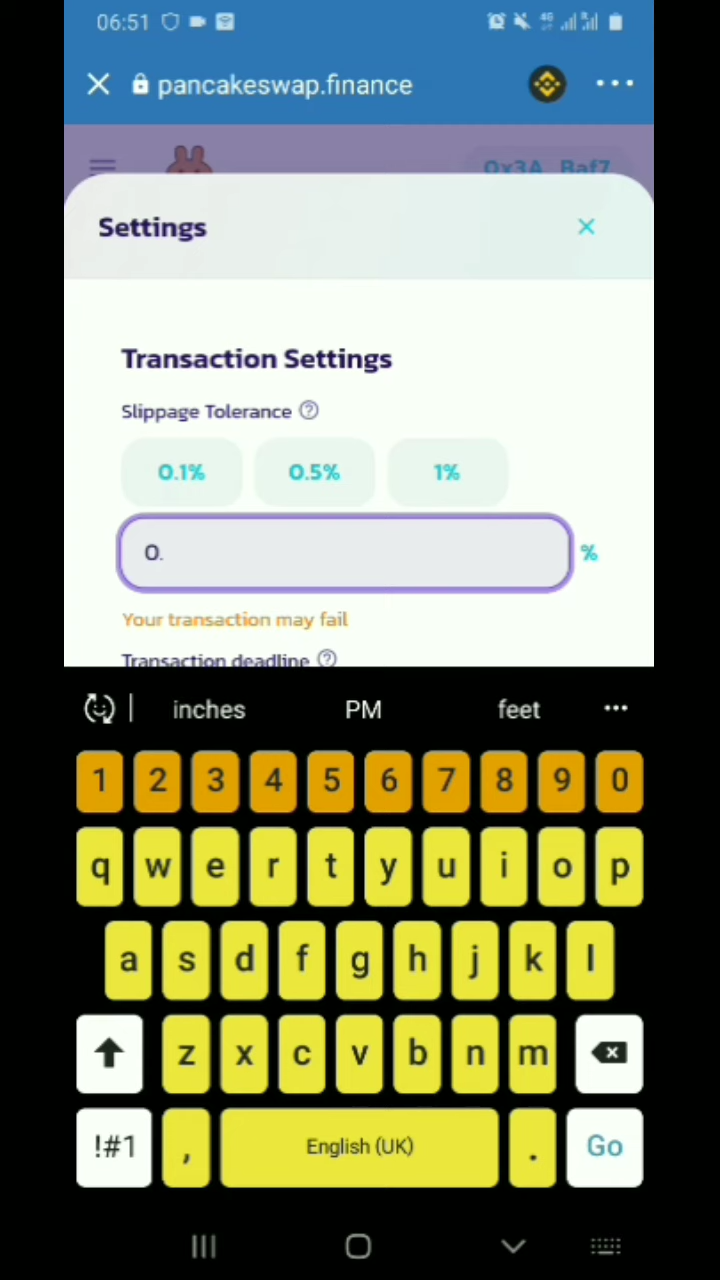 06:51
pancakeswap.finance
0x3A...Baf7
Settings
Transaction Settings
Slippage Tolerance
0.1% 0.5% 1%
0. %
Your transaction may fail
Transaction deadline
inches PM feet
1 2 3 4 5 6 7 8 9 0
q w e r t y u i o p
a s d f g h j k l
z x c v b n m
!#1 , English (UK) . Go